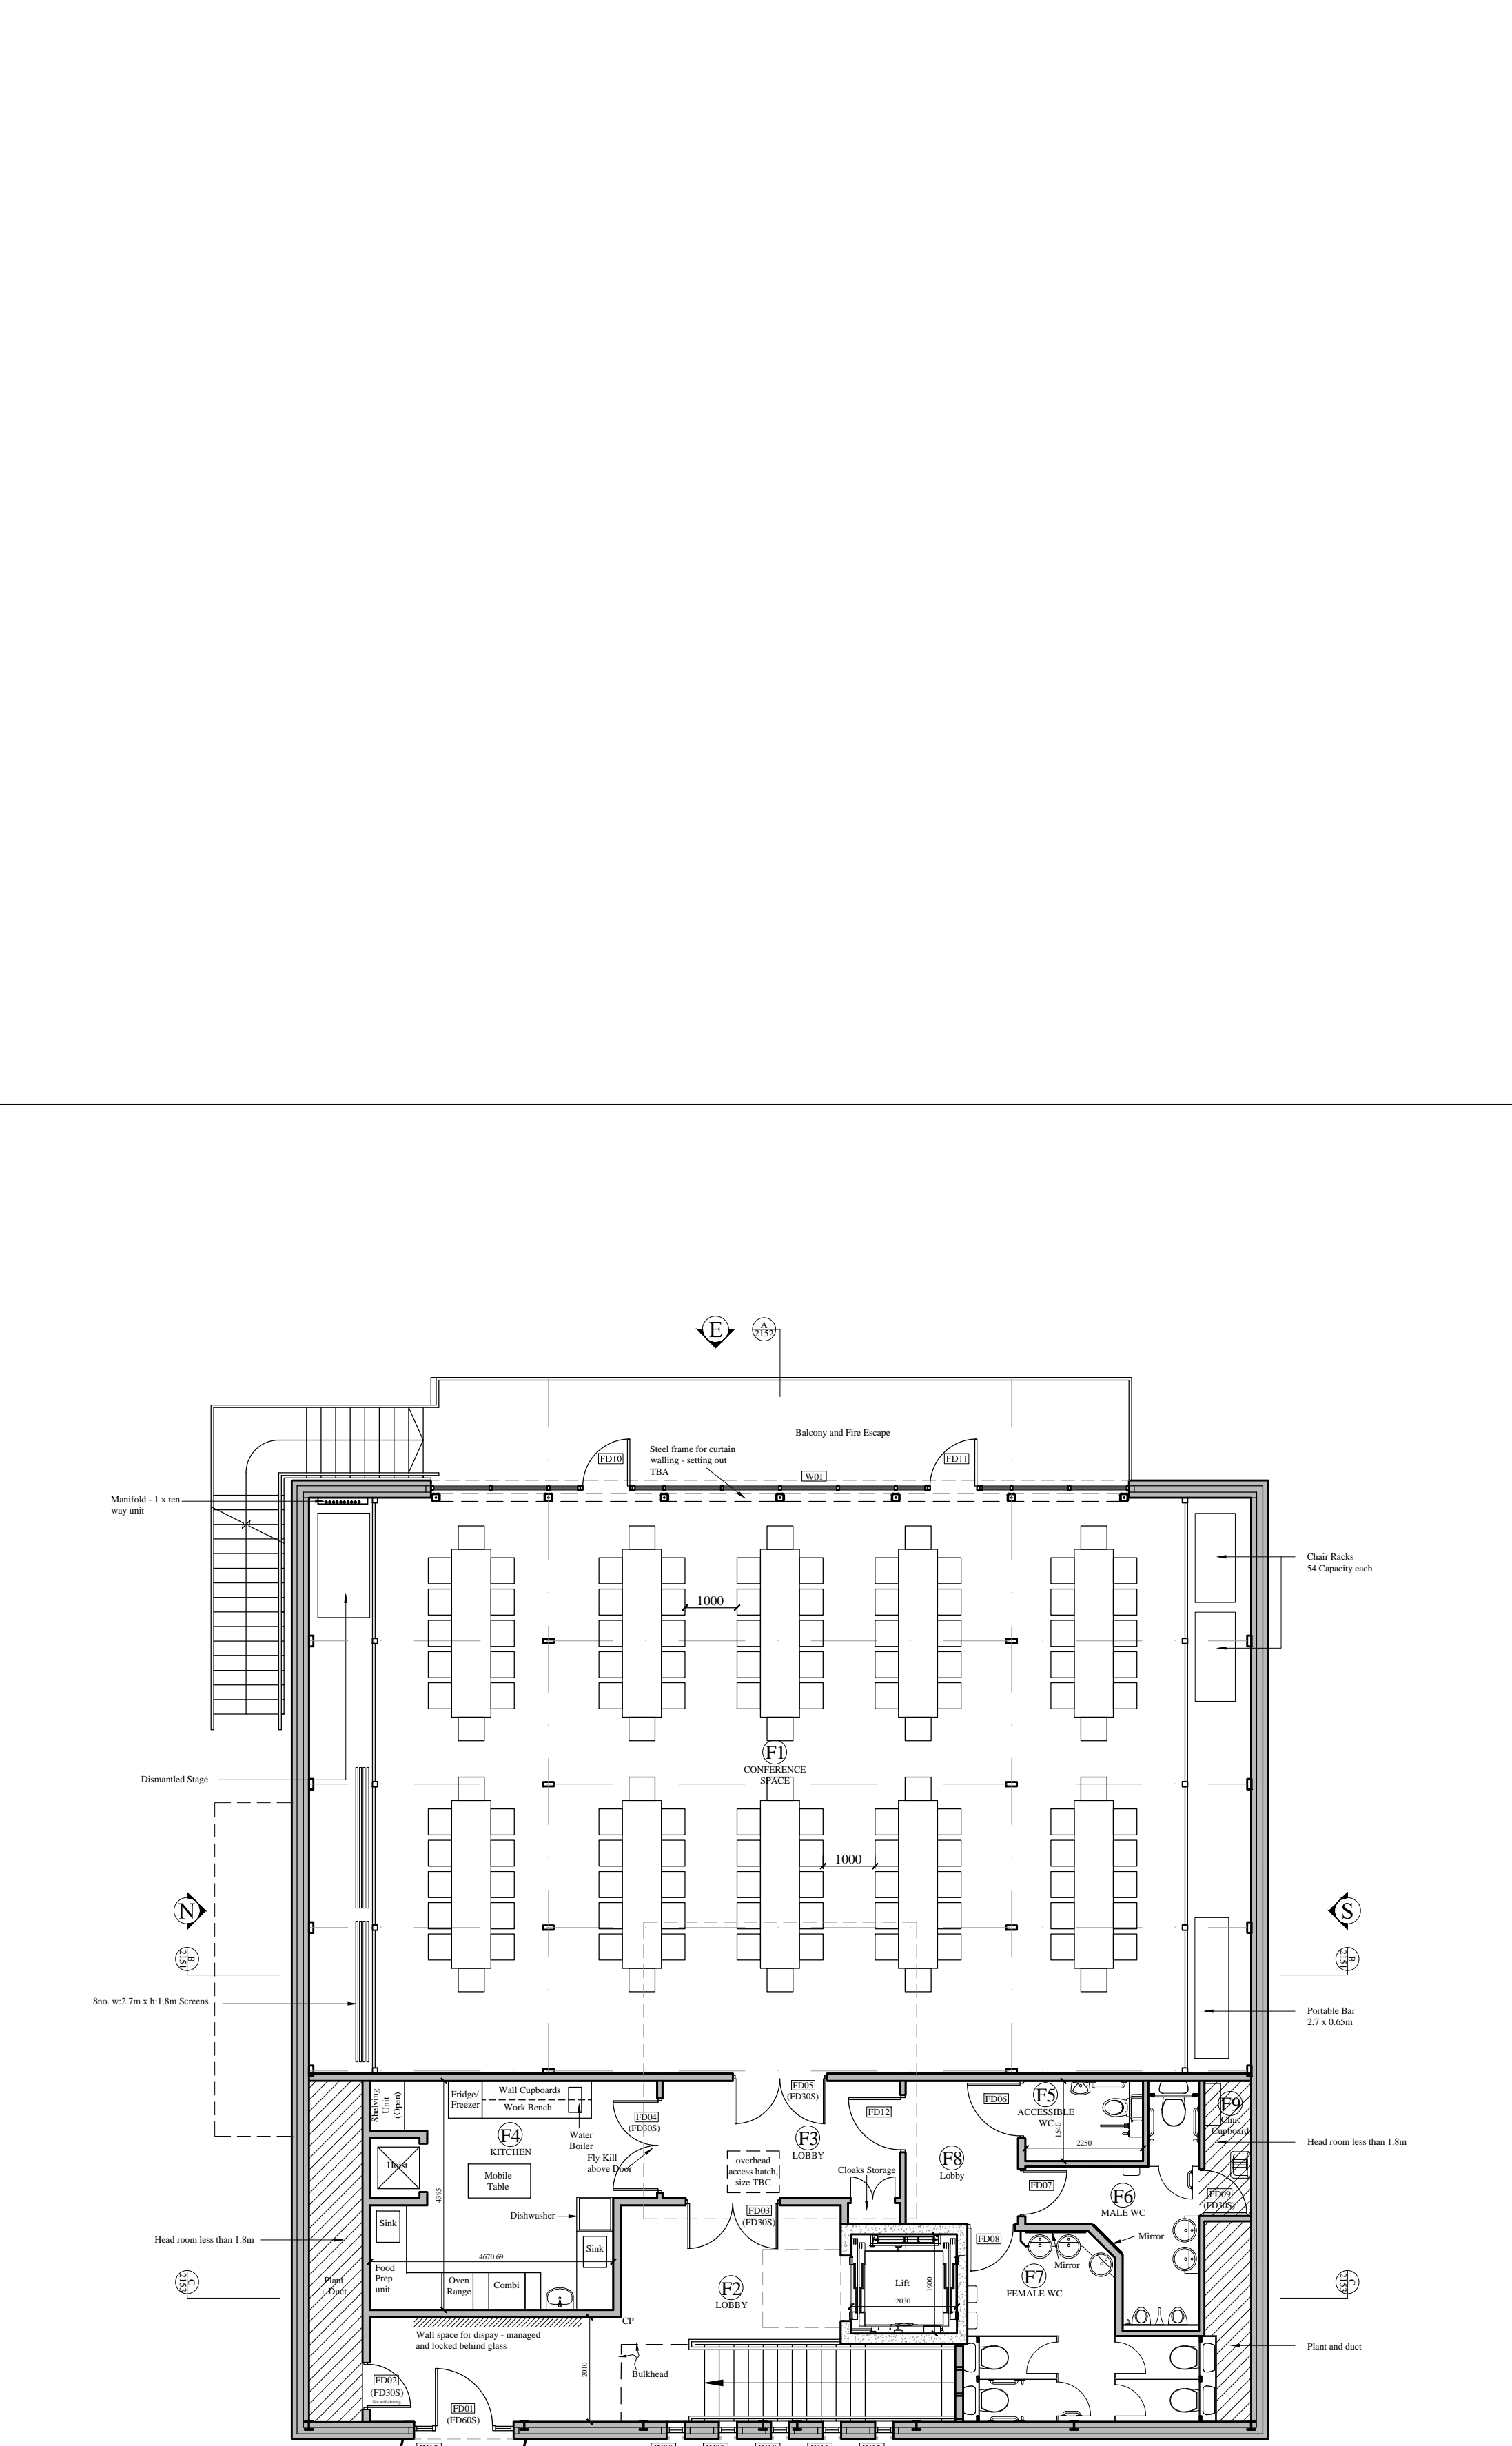 E
A
2152
Balcony and Fire Escape
Steel frame for curtain
walling - setting out
TBA
FD10
FD11
W01
Manifold - 1 x ten
way unit
Chair Racks
54 Capacity each
1000
F1
CONFERENCE
SPACE
Dismantled Stage
1000
N
S
B
2151
B
2151
8no. w:2.7m x h:1.8m Screens
Portable Bar
2.7 x 0.65m
Shelving
Unit
(Open)
Fridge/
Freezer
Wall Cupboards
Work Bench
FD04
(FD30S)
FD05
(FD30S)
FD12
FD06
F5
ACCESSIBLE
WC
1540
2250
F9
Clnr.
Cupboard
Head room less than 1.8m
F4
KITCHEN
Water
Boiler
Fly Kill
above Door
F3
LOBBY
overhead
access hatch,
size TBC
Cloaks Storage
F8
Lobby
Hoist
Mobile
Table
4395
FD07
F6
MALE WC
FD09
(FD30S)
Dishwasher
FD03
(FD30S)
Sink
Sink
FD08
Mirror
Mirror
Head room less than 1.8m
4670.69
Food
Prep
unit
Oven
Range
Combi
Plant
+ Duct
F2
LOBBY
Lift
1900
2030
F7
FEMALE WC
C
2153
C
2153
CP
Wall space for dispay - managed
and locked behind glass
2010
Bulkhead
Plant and duct
FD02
(FD30S)
FD01
(FD60S)